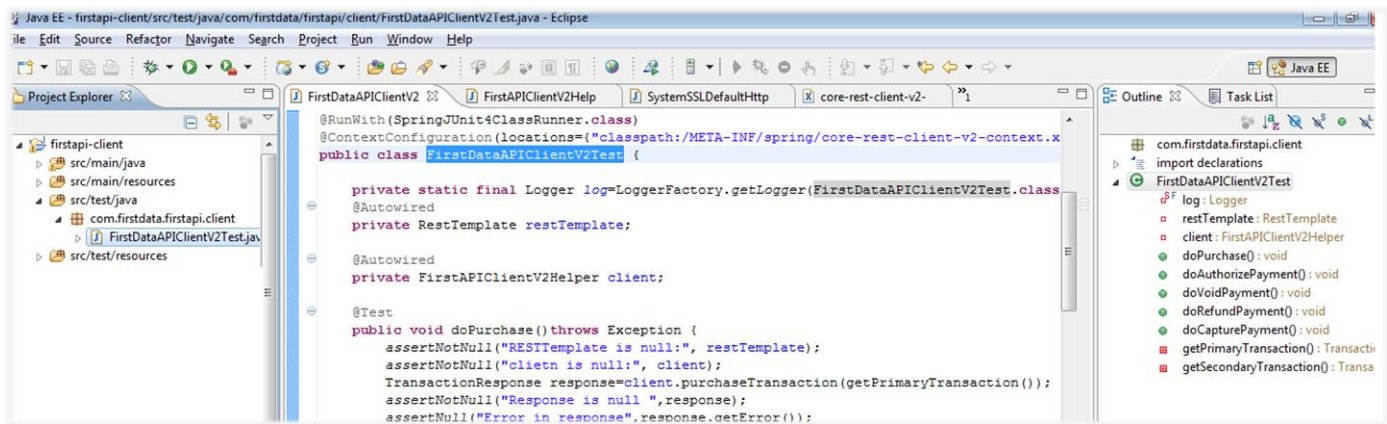 Java EE - firstapi-client/src/test/java/com/firstdata/firstapi/client/FirstDataAPIClientV2Test.java - Eclipse
ile Edit Source Refactor Navigate Search Project Run Window Help
Java EE
Project Explorer
firstapi-client
src/main/java
src/main/resources
src/test/java
com.firstdata.firstapi.client
FirstDataAPIClientV2Test.jav
src/test/resources
FirstDataAPIClientV2 FirstAPIClientV2Help SystemSSLDefaultHttp core-rest-client-v2- »1
@RunWith(SpringJUnit4ClassRunner.class)
@ContextConfiguration(locations={"classpath:/META-INF/spring/core-rest-client-v2-context.x
public class FirstDataAPIClientV2Test {
private static final Logger log=LoggerFactory.getLogger(FirstDataAPIClientV2Test.class
@Autowired
private RestTemplate restTemplate;
@Autowired
private FirstAPIClientV2Helper client;
@Test
public void doPurchase()throws Exception {
assertNotNull("RESTTemplate is null:", restTemplate);
assertNotNull("clietn is null:", client);
TransactionResponse response=client.purchaseTransaction(getPrimaryTransaction());
assertNotNull("Response is null ",response);
assertNull("Error in response",response.getError());
Outline Task List
com.firstdata.firstapi.client
import declarations
FirstDataAPIClientV2Test
log : Logger
restTemplate : RestTemplate
client : FirstAPIClientV2Helper
doPurchase() : void
doAuthorizePayment() : void
doVoidPayment() : void
doRefundPayment() : void
doCapturePayment() : void
getPrimaryTransaction() : Transacti
getSecondaryTransaction() : Transa